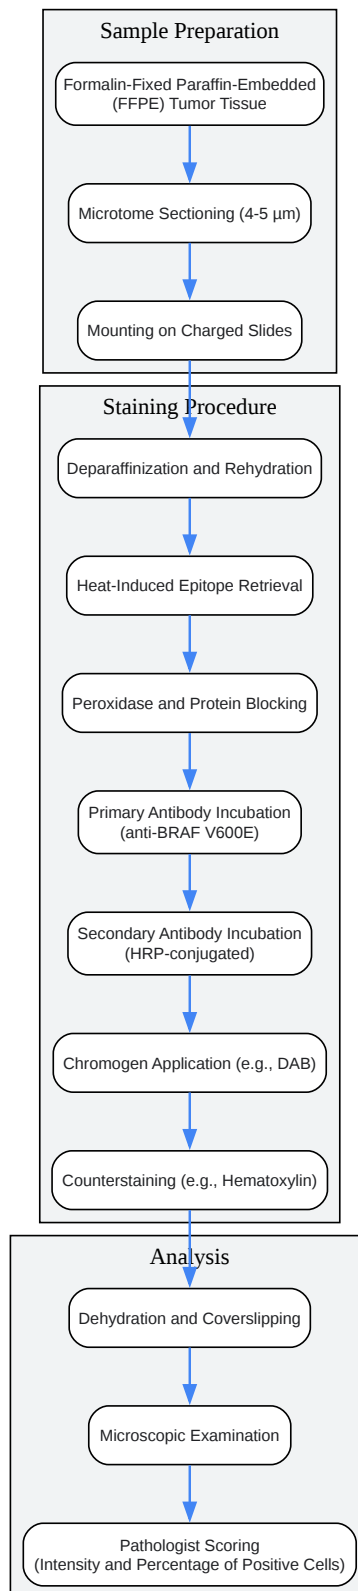 Sample Preparation
Formalin-Fixed Paraffin-Embedded
(FFPE) Tumor Tissue
Microtome Sectioning (4-5 µm)
Mounting on Charged Slides
Staining Procedure
Deparaffinization and Rehydration
Heat-Induced Epitope Retrieval
Peroxidase and Protein Blocking
Primary Antibody Incubation
(anti-BRAF V600E)
Secondary Antibody Incubation
(HRP-conjugated)
Chromogen Application (e.g., DAB)
Counterstaining (e.g., Hematoxylin)
Analysis
Dehydration and Coverslipping
Microscopic Examination
Pathologist Scoring
(Intensity and Percentage of Positive Cells)